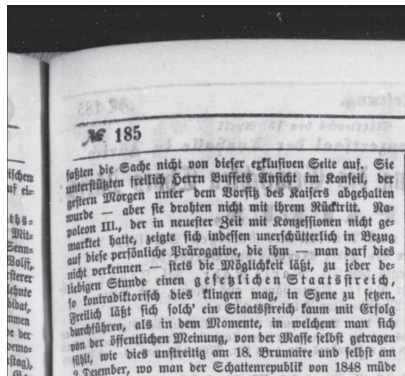 № 185
faßten die Sache nicht von dieser exklusiven Seite auf. Sie
unterstützten freilich Herrn Buffets Ansicht im Konseil, der
gestern Morgen unter dem Vorsitz des Kaisers abgehalten
wurde — aber sie drohten nicht mit ihrem Rücktritt. Na-
poleon III., der in neuester Zeit mit Konzessionen nicht ge-
marktet hatte, zeigte sich indessen unerschütterlich in Bezug
auf diese persönliche Prärogative, die ihm — man darf dies
nicht verkennen — stets die Möglichkeit läßt, zu jeder be-
liebigen Stunde einen gesetzlichen Staatsstreich,
so kontradiktorisch dies klingen mag, in Szene zu setzen.
Freilich läßt sich solch' ein Staatsstreich kaum mit Erfolg
durchführen, als in dem Momente, in welchem man sich
von der öffentlichen Meinung, von der Masse selbst getragen
fühlt, wie dies unstreitig am 18. Brumaire und selbst am
2. Dezember, wo man der Schattenrepublik von 1848 müde